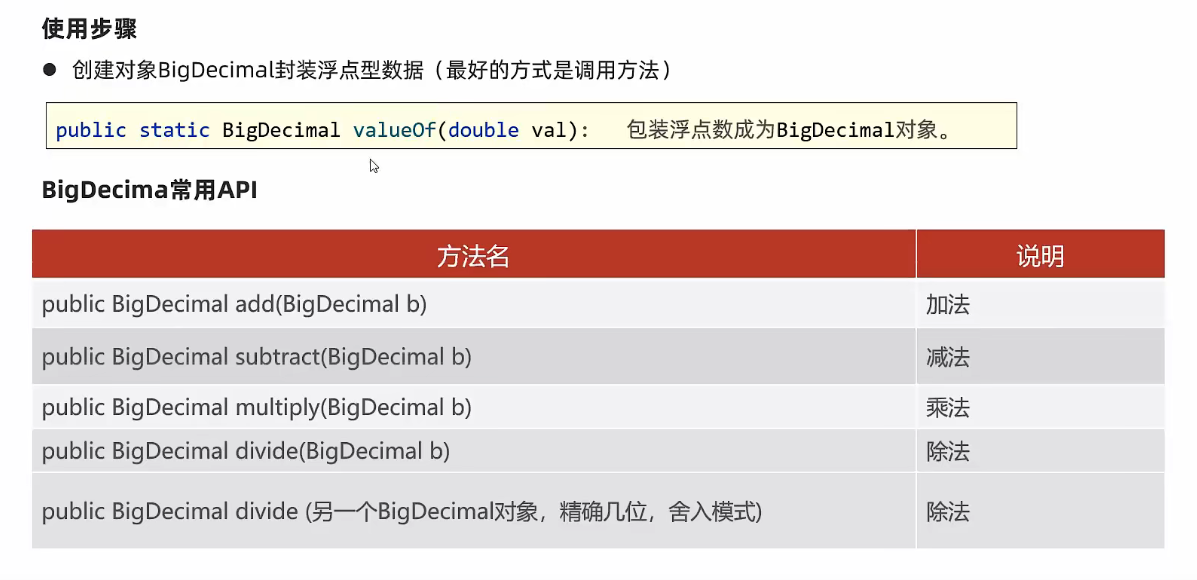 使用步骤
● 创建对象BigDecimal封装浮点型数据（最好的方式是调用方法）
public static BigDecimal valueOf(double val): 包装浮点数成为BigDecimal对象。
BigDecima常用API
方法名 说明
public BigDecimal add(BigDecimal b) 加法
public BigDecimal subtract(BigDecimal b) 减法
public BigDecimal multiply(BigDecimal b) 乘法
public BigDecimal divide(BigDecimal b) 除法
public BigDecimal divide (另一个BigDecimal对象，精确几位，舍入模式) 除法